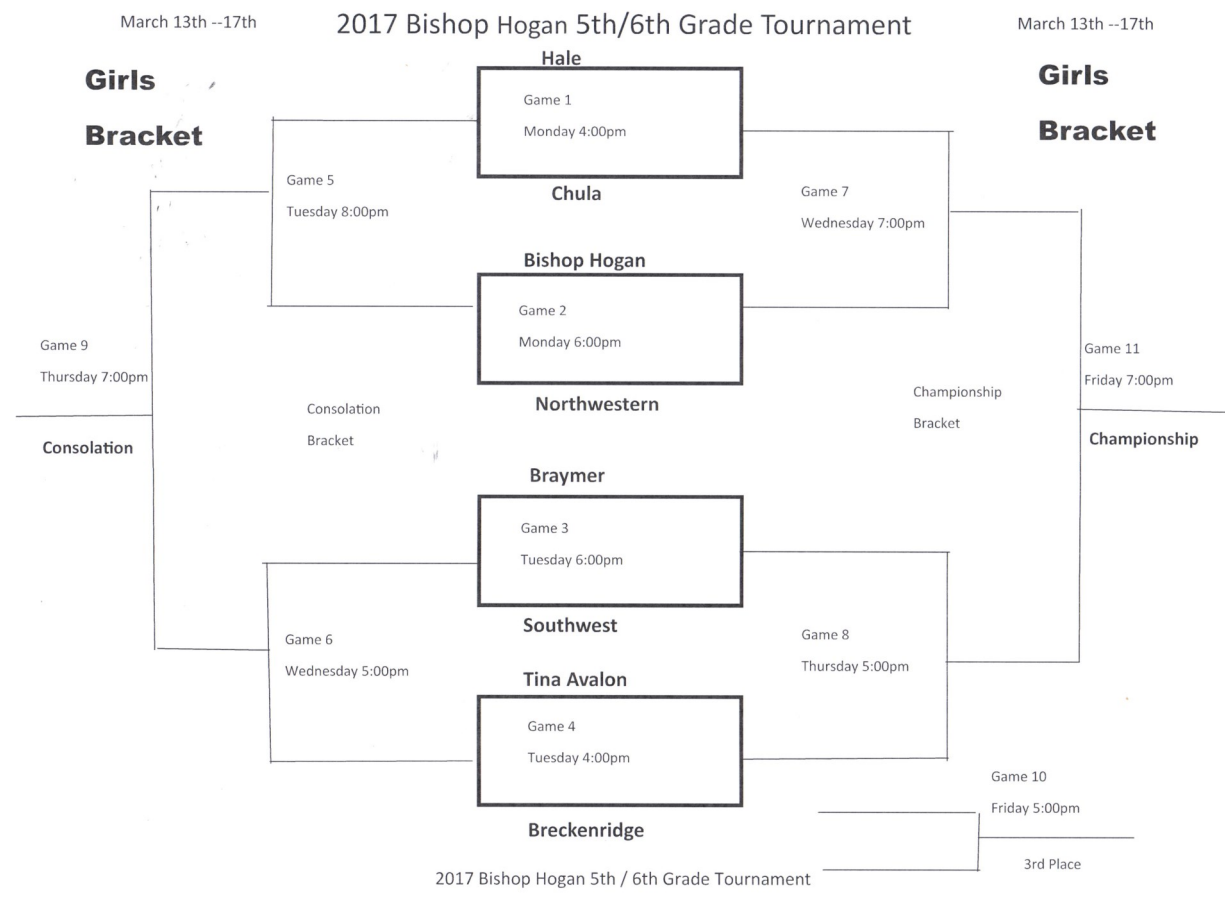 March 13th --17th
2017 Bishop Hogan 5th/6th Grade Tournament
March 13th --17th
Girls
Bracket
Girls
Bracket
Hale
Game 1
Monday 4:00pm
Chula
Game 5
Tuesday 8:00pm
Game 7
Wednesday 7:00pm
Bishop Hogan
Game 2
Monday 6:00pm
Northwestern
Game 9
Thursday 7:00pm
Consolation
Consolation
Bracket
Championship
Bracket
Game 11
Friday 7:00pm
Championship
Braymer
Game 3
Tuesday 6:00pm
Southwest
Game 6
Wednesday 5:00pm
Game 8
Thursday 5:00pm
Tina Avalon
Game 4
Tuesday 4:00pm
Breckenridge
Game 10
Friday 5:00pm
3rd Place
2017 Bishop Hogan 5th / 6th Grade Tournament